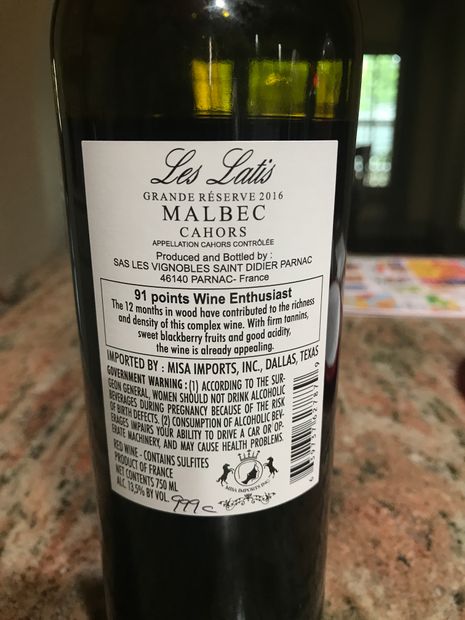 Les Latis
GRANDE RÉSERVE 2016
MALBEC
CAHORS
APPELLATION CAHORS CONTRÔLÉE
Produced and Bottled by :
SAS LES VIGNOBLES SAINT DIDIER PARNAC
46140 PARNAC- France
91 points Wine Enthusiast
The 12 months in wood have contributed to the richness
and density of this complex wine. With firm tannins,
sweet blackberry fruits and good acidity,
the wine is already appealing.
IMPORTED BY : MISA IMPORTS, INC., DALLAS, TEXAS
GOVERNMENT WARNING : (1) ACCORDING TO THE SUR-
GEON GENERAL, WOMEN SHOULD NOT DRINK ALCOHOLIC
BEVERAGES DURING PREGNANCY BECAUSE OF THE RISK
OF BIRTH DEFECTS. (2) CONSUMPTION OF ALCOHOLIC BEV-
ERAGES IMPAIRS YOUR ABILITY TO DRIVE A CAR OR OP-
ERATE MACHINERY, AND MAY CAUSE HEALTH PROBLEMS.
RED WINE - CONTAINS SULFITES
PRODUCT OF FRANCE
NET CONTENTS 750 ML
ALC. 13,5% BY VOL.
MISA IMPORTS INC.